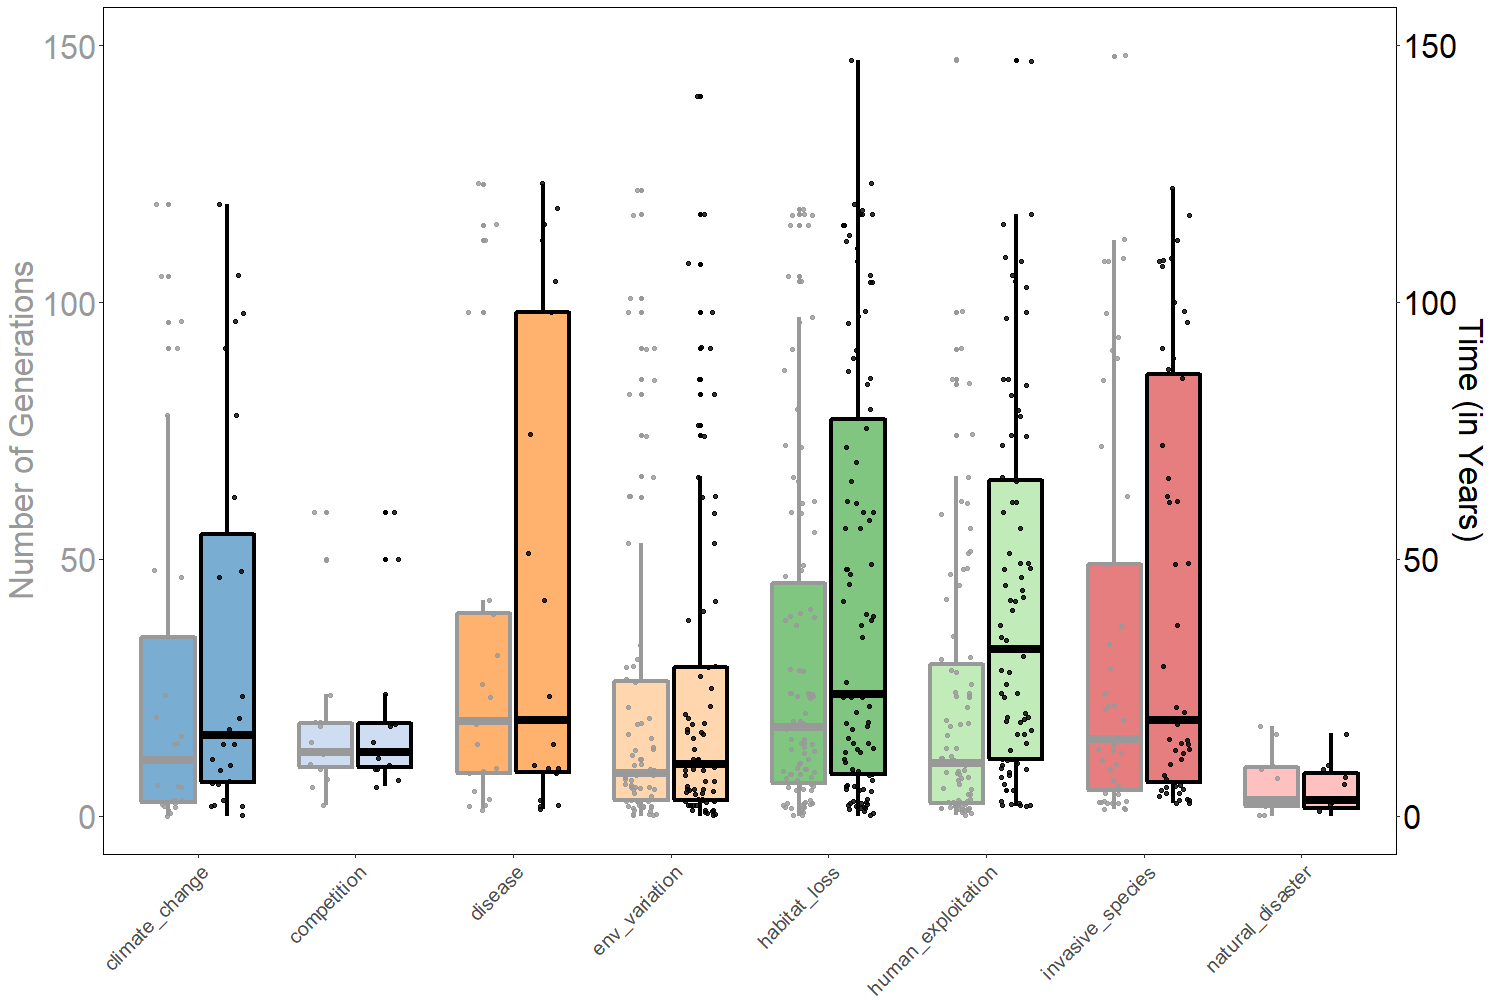 150
100
50
0
Number of Generations
150
100
50
0
Time (in Years)
climate_change
competition
disease
env_variation
habitat_loss
human_exploitation
invasive_species
natural_disaster